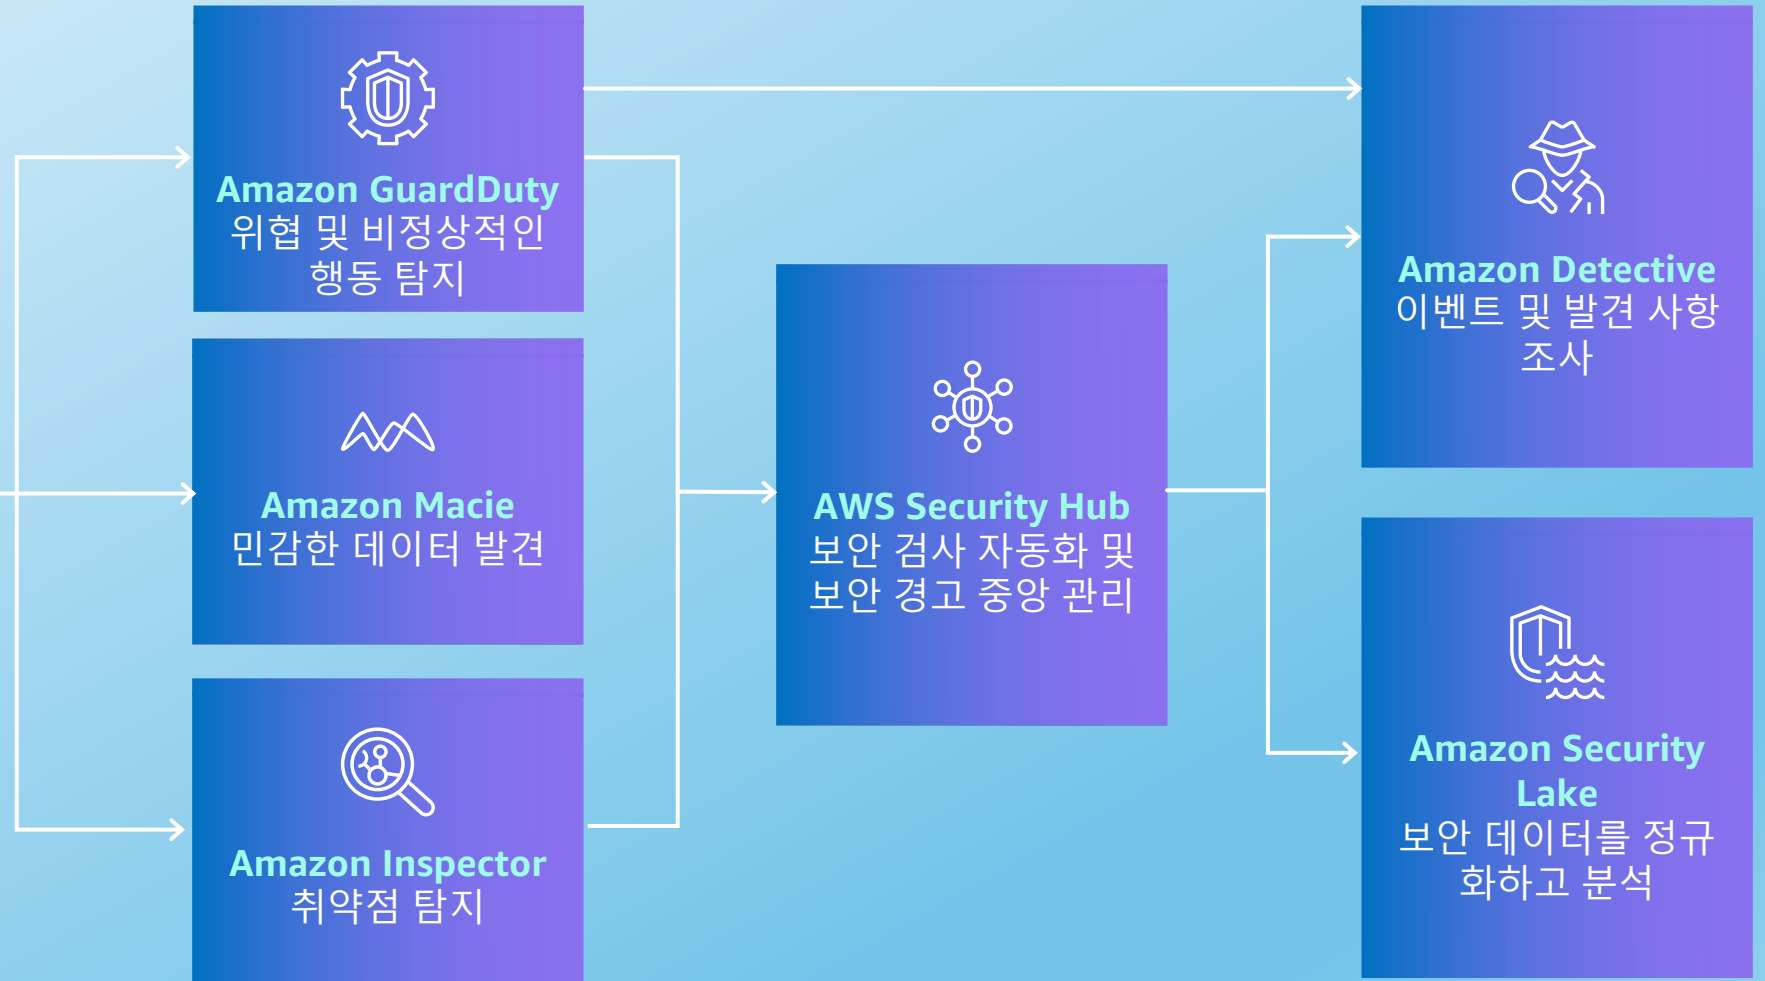 Amazon GuardDuty
위협 및 비정상적인
행동 탐지
Amazon Macie
민감한 데이터 발견
Amazon Inspector
취약점 탐지
AWS Security Hub
보안 검사 자동화 및
보안 경고 중앙 관리
Amazon Detective
이벤트 및 발견 사항
조사
Amazon Security
Lake
보안 데이터를 정규
화하고 분석